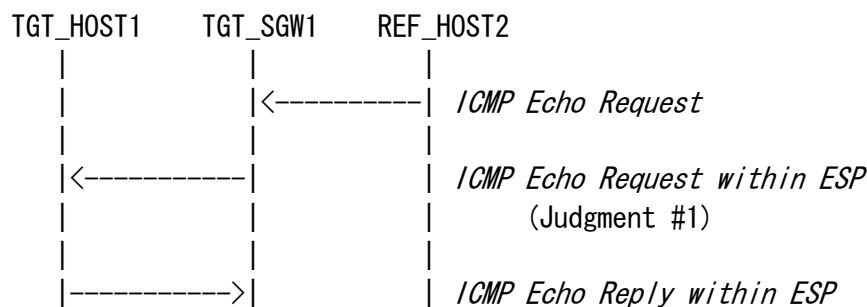 TGT_HOST1 TGT_SGW1 REF_HOST2
| | |
| |<----------| ICMP Echo Request
| | |
|<-----------| | ICMP Echo Request within ESP
| | | (Judgment #1)
| | |
|----------->| | ICMP Echo Reply within ESP